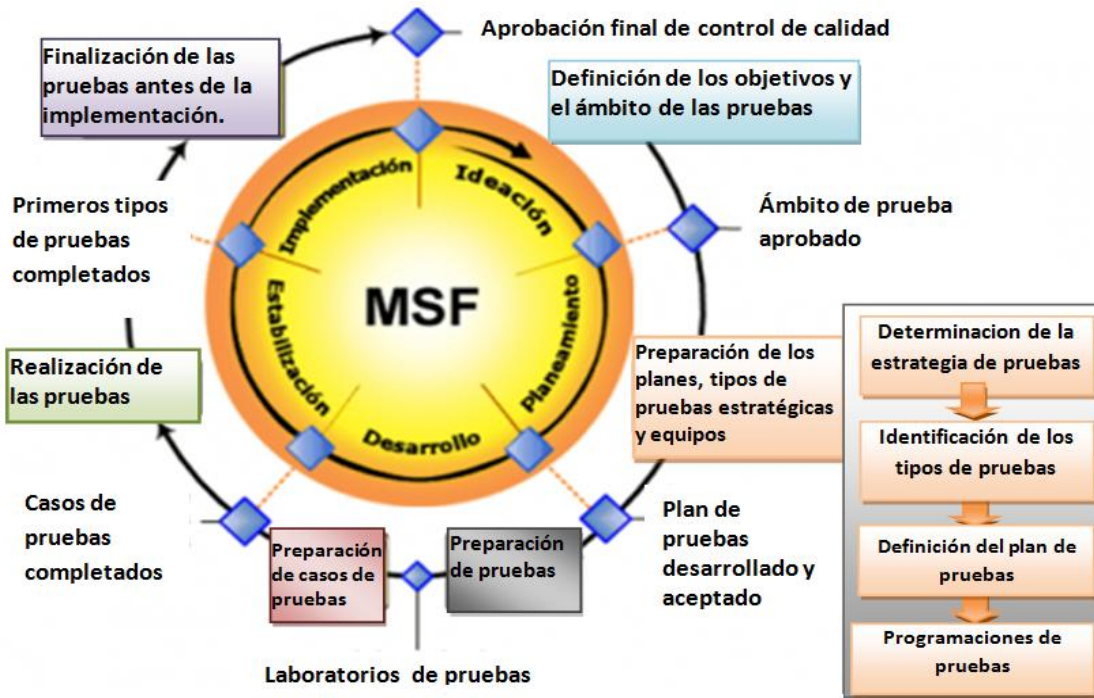 Aprobación final de control de calidad
Finalización de las
pruebas antes de la
implementación.
Definición de los objetivos y
el ámbito de las pruebas
Implementación
Ideación
Primeros tipos
de pruebas
completados
Ámbito de prueba
aprobado
MSF
Estabilización
Planeamiento
Desarrollo
Realización de
las pruebas
Preparación de los
planes, tipos de
pruebas estratégicas
y equipos
Determinacion de la
estrategia de pruebas
Identificación de los
tipos de pruebas
Definición del plan de
pruebas
Programaciones de
pruebas
Casos de
pruebas
completados
Preparación
de casos de
pruebas
Preparación
de pruebas
Plan de
pruebas
desarrollado y
aceptado
Laboratorios de pruebas